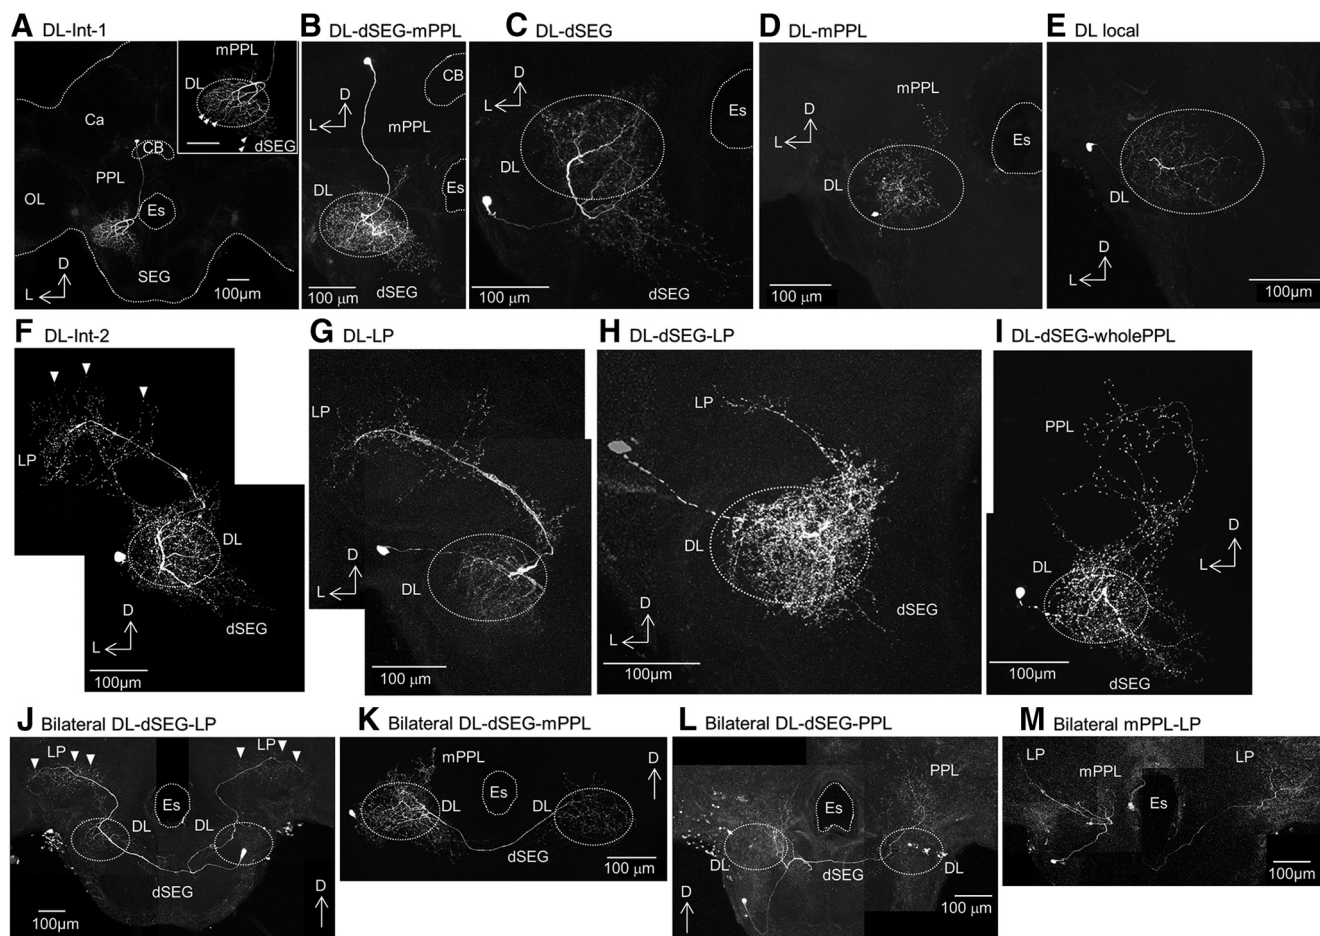 A DL-Int-1
mPPL
DL
dSEG
Ca
CB
PPL
OL
Es
SEG
D
L
100μm
B DL-dSEG-mPPL
CB
D
L
mPPL
DL
Es
100 μm
dSEG
C DL-dSEG
D
L
Es
DL
100 μm
dSEG
D DL-mPPL
mPPL
D
L
Es
DL
100 μm
E DL local
D
L
DL
100μm
F DL-Int-2
LP
DL
D
L
dSEG
100μm
G DL-LP
LP
D
L
DL
100 μm
H DL-dSEG-LP
LP
DL
D
L
dSEG
100μm
I DL-dSEG-wholePPL
PPL
D
L
DL
dSEG
100μm
J Bilateral DL-dSEG-LP
LP
LP
Es
DL
DL
dSEG
D
100μm
K Bilateral DL-dSEG-mPPL
mPPL
D
Es
DL
DL
dSEG
100 μm
L Bilateral DL-dSEG-PPL
PPL
Es
DL
dSEG
DL
D
100 μm
M Bilateral mPPL-LP
LP
LP
mPPL
Es
100μm